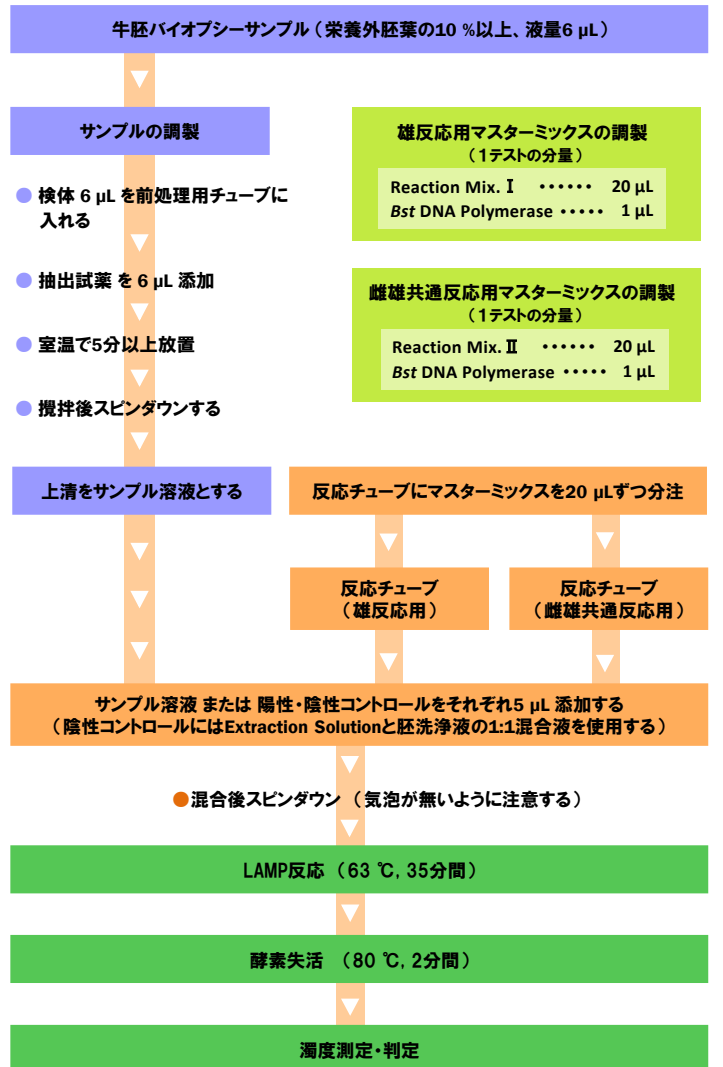 牛胚バイオプシーサンプル（栄養外胚葉の10 %以上、液量6 µL）
サンプルの調製
● 検体 6 µL を前処理用チューブに
入れる
● 抽出試薬 を 6 µL 添加
● 室温で5分以上放置
● 攪拌後スピンダウンする
上清をサンプル溶液とする
雄反応用マスターミックスの調製
（1テストの分量）
Reaction Mix. Ⅰ ‥‥‥ 20 µL
Bst DNA Polymerase ‥‥･ 1 µL
雌雄共通反応用マスターミックスの調製
（1テストの分量）
Reaction Mix. Ⅱ ‥‥‥ 20 µL
Bst DNA Polymerase ‥‥･ 1 µL
反応チューブにマスターミックスを20 µLずつ分注
反応チューブ
（雄反応用）
反応チューブ
（雌雄共通反応用）
サンプル溶液 または 陽性・陰性コントロールをそれぞれ5 µL 添加する
（陰性コントロールにはExtraction Solutionと胚洗浄液の1:1混合液を使用する）
●混合後スピンダウン （気泡が無いように注意する）
LAMP反応 （63 ℃, 35分間）
酵素失活 （80 ℃, 2分間）
濁度測定・判定